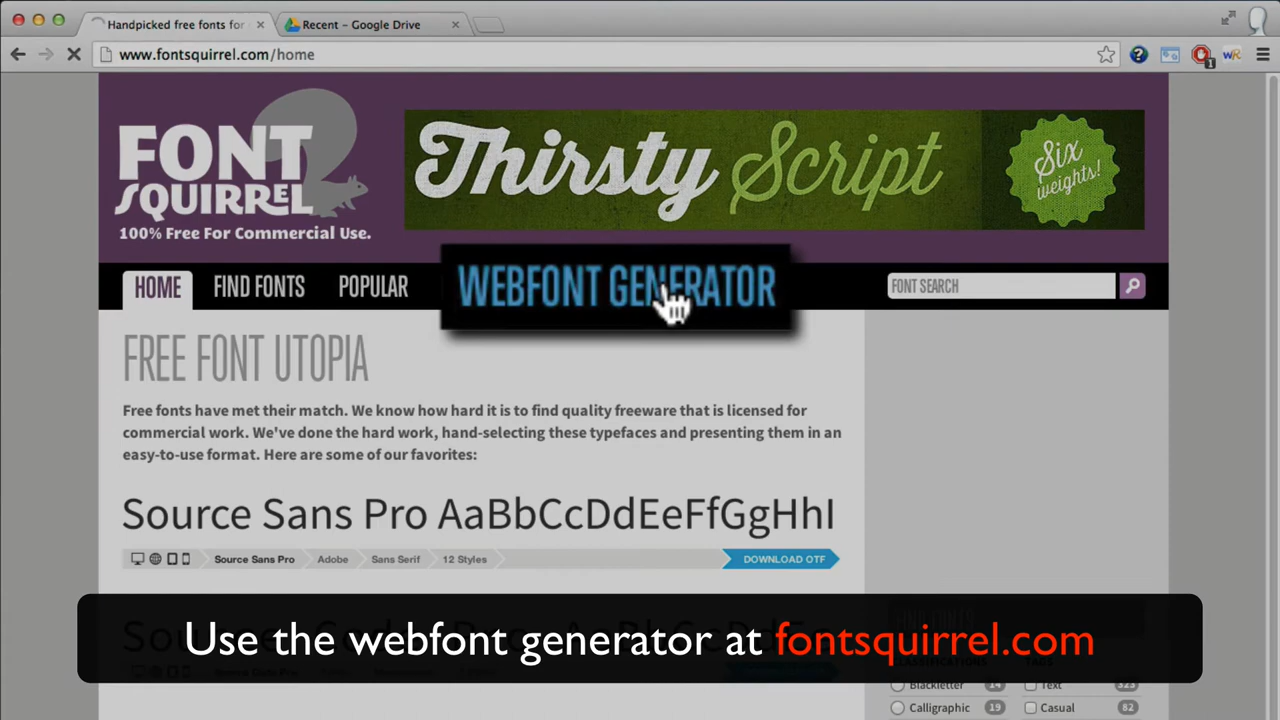 Handpicked free fonts for
Recent – Google Drive
www.fontsquirrel.com/home
1
FONT
SQUIRREL
100% Free For Commercial Use.
Thirsty Script
Six
weights!
HOME
FIND FONTS
POPULAR
WEBFONT GENERATOR
FONT SEARCH
FREE FONT UTOPIA
Free fonts have met their match. We know how hard it is to find quality freeware that is licensed for
commercial work. We've done the hard work, hand-selecting these typefaces and presenting them in an
easy-to-use format. Here are some of our favorites:
Source Sans Pro AaBbCcDdEeFfGgHhI
Source Sans Pro
Adobe
Sans Serif
12 Styles
DOWNLOAD OTF
Use the webfont generator at fontsquirrel.com
Blackletter 14
Text 323
Calligraphic 19
Casual 82